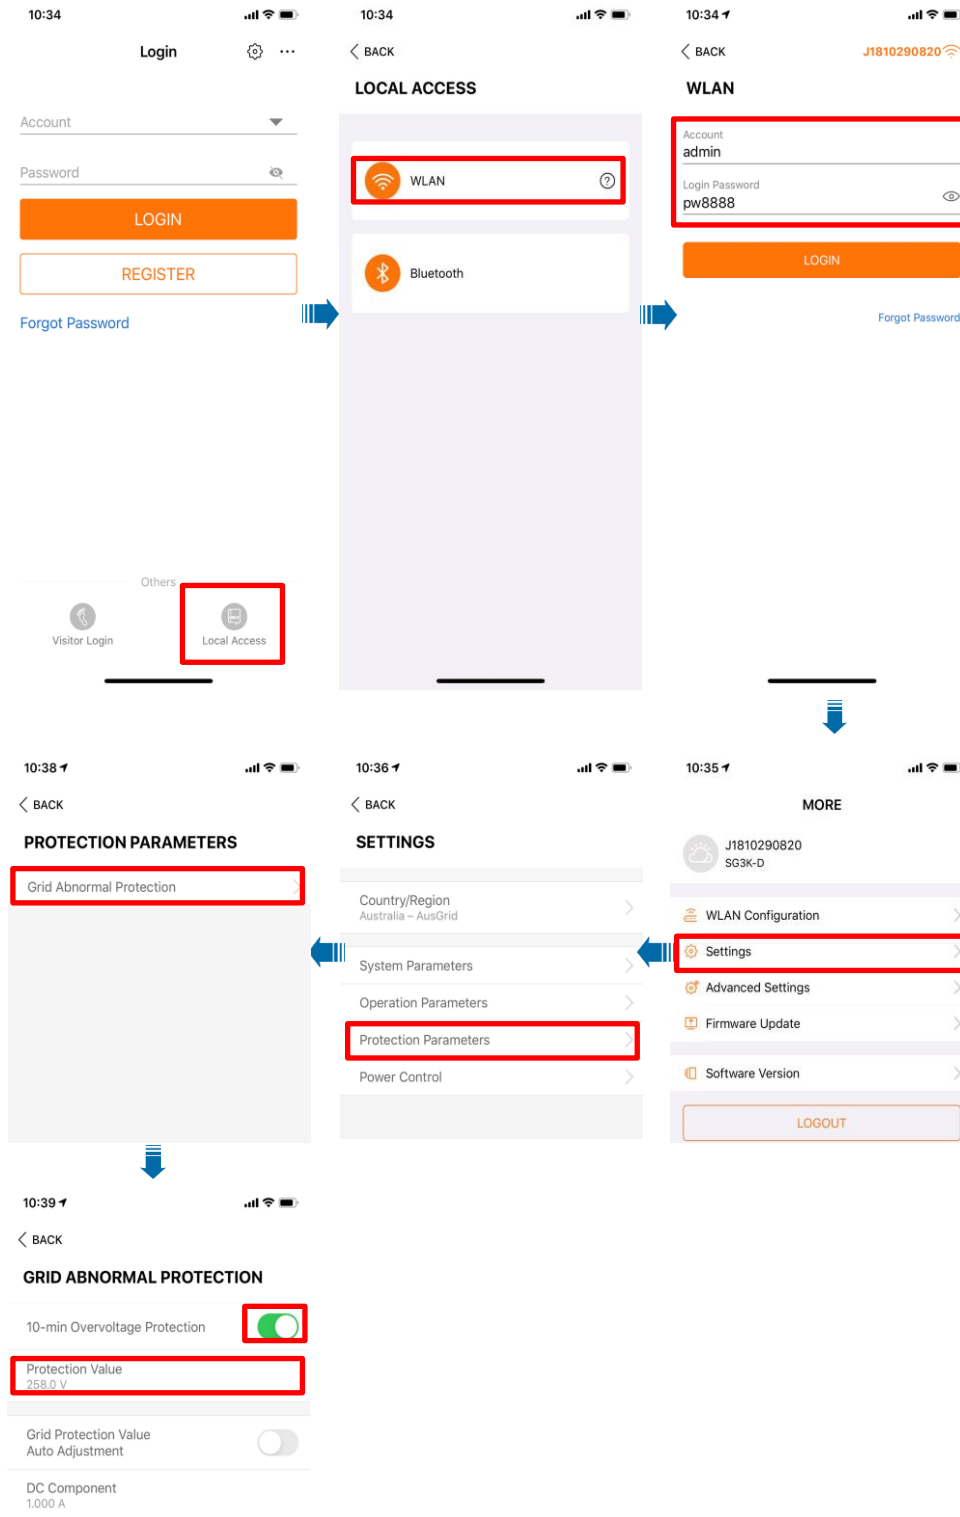 10:34
Login
Account
Password
LOGIN
REGISTER
Forgot Password
Others
Visitor Login
Local Access
10:34
BACK
LOCAL ACCESS
WLAN
Bluetooth
10:34
BACK
J1810290820
WLAN
Account
admin
Login Password
pw8888
LOGIN
Forgot Password
10:35
MORE
J1810290820
SG3K-D
WLAN Configuration
Settings
Advanced Settings
Firmware Update
Software Version
LOGOUT
10:36
BACK
SETTINGS
Country/Region
Australia – AusGrid
System Parameters
Operation Parameters
Protection Parameters
Power Control
10:38
BACK
PROTECTION PARAMETERS
Grid Abnormal Protection
10:39
BACK
GRID ABNORMAL PROTECTION
10-min Overvoltage Protection
Protection Value
258.0 V
Grid Protection Value
Auto Adjustment
DC Component
1.000 A